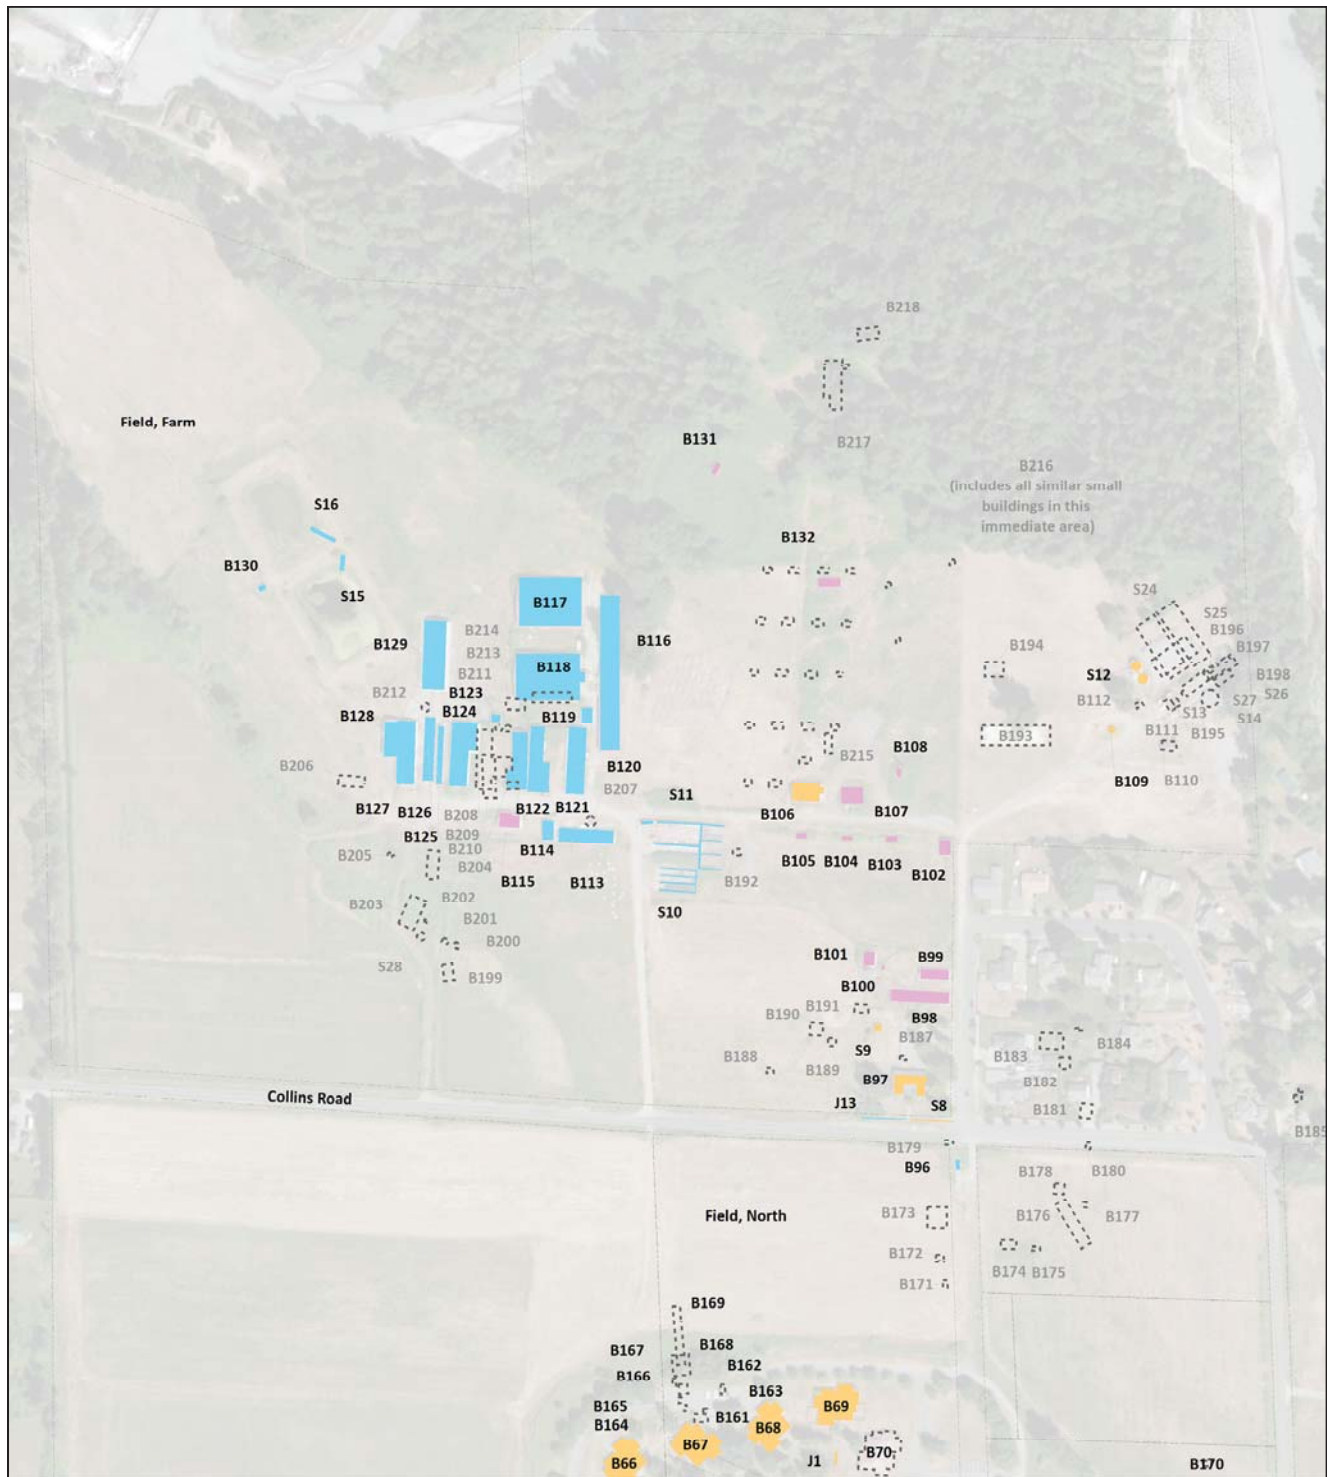 B218
B217
Field, Farm
B131
B216
(includes all similar small
buildings in this
immediate area)
S16
B132
B130
S15
S24
S25
B117
B214
B116
B196
B129
B213
B194
B197
B118
B211
S12
B198
B212
B123
B112
S27
S26
B128
B124
B119
S13
S14
B111
B195
B193
B215
B108
B206
B120
B109
B110
B207
S11
B127
B126
B208
B122
B121
B106
B107
B125
B209
B210
B114
B205
B204
B115
B113
B192
B105
B104
B103
B102
B203
B202
S10
B201
B200
S28
B199
B101
B99
B100
B191
B98
B190
B187
B188
B189
S9
B183
B184
B97
B182
Collins Road
J13
S8
B181
B185
B179
B96
B180
B178
Field, North
B173
B176
B177
B172
B174
B175
B171
B169
B167
B168
B166
B162
B163
B165
B164
B161
B69
B68
B67
B66
J1
B70
B170